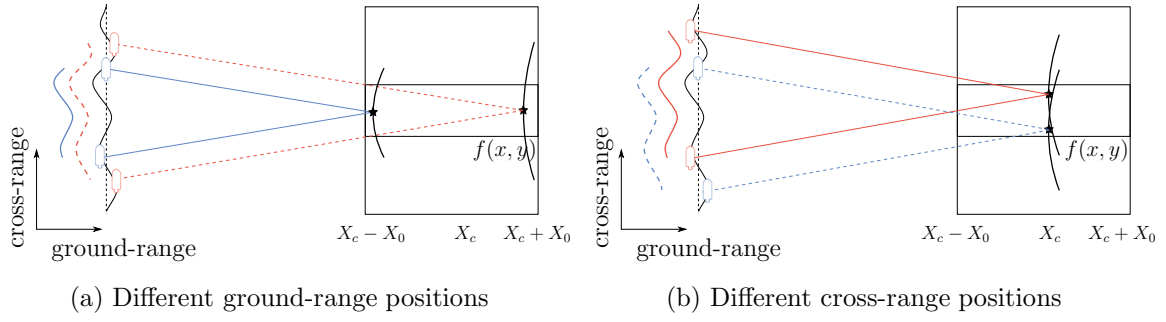 cross-range
ground-range
f(x, y)
X_c − X_0
X_c
X_c + X_0
(a) Different ground-range positions
cross-range
ground-range
f(x, y)
X_c − X_0
X_c
X_c + X_0
(b) Different cross-range positions